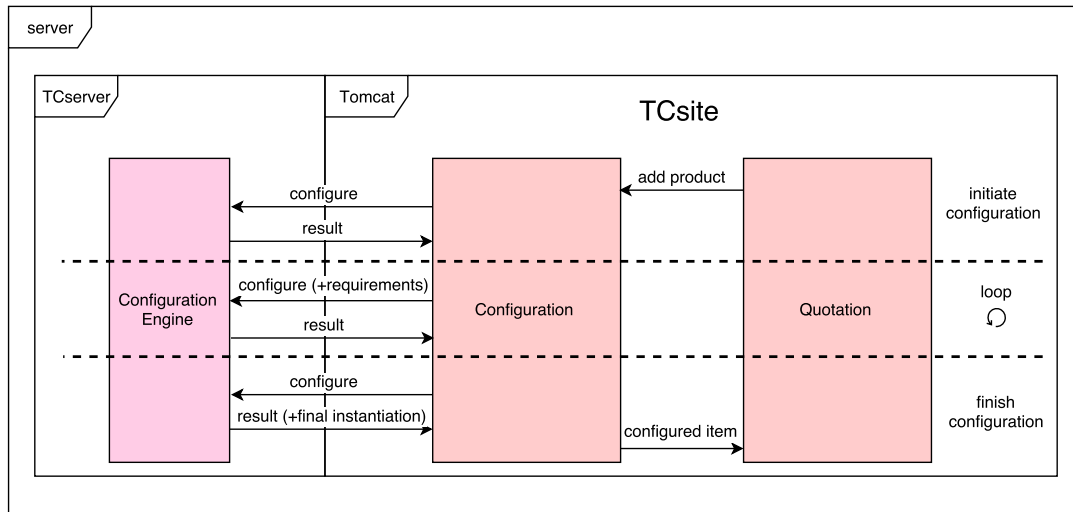 server
TCserver
Tomcat
TCsite
add product
configure
initiate
configuration
result
configure (+requirements)
loop
Configuration
Engine
Configuration
Quotation
result
configure
result (+final instantiation)
finish
configuration
configured item